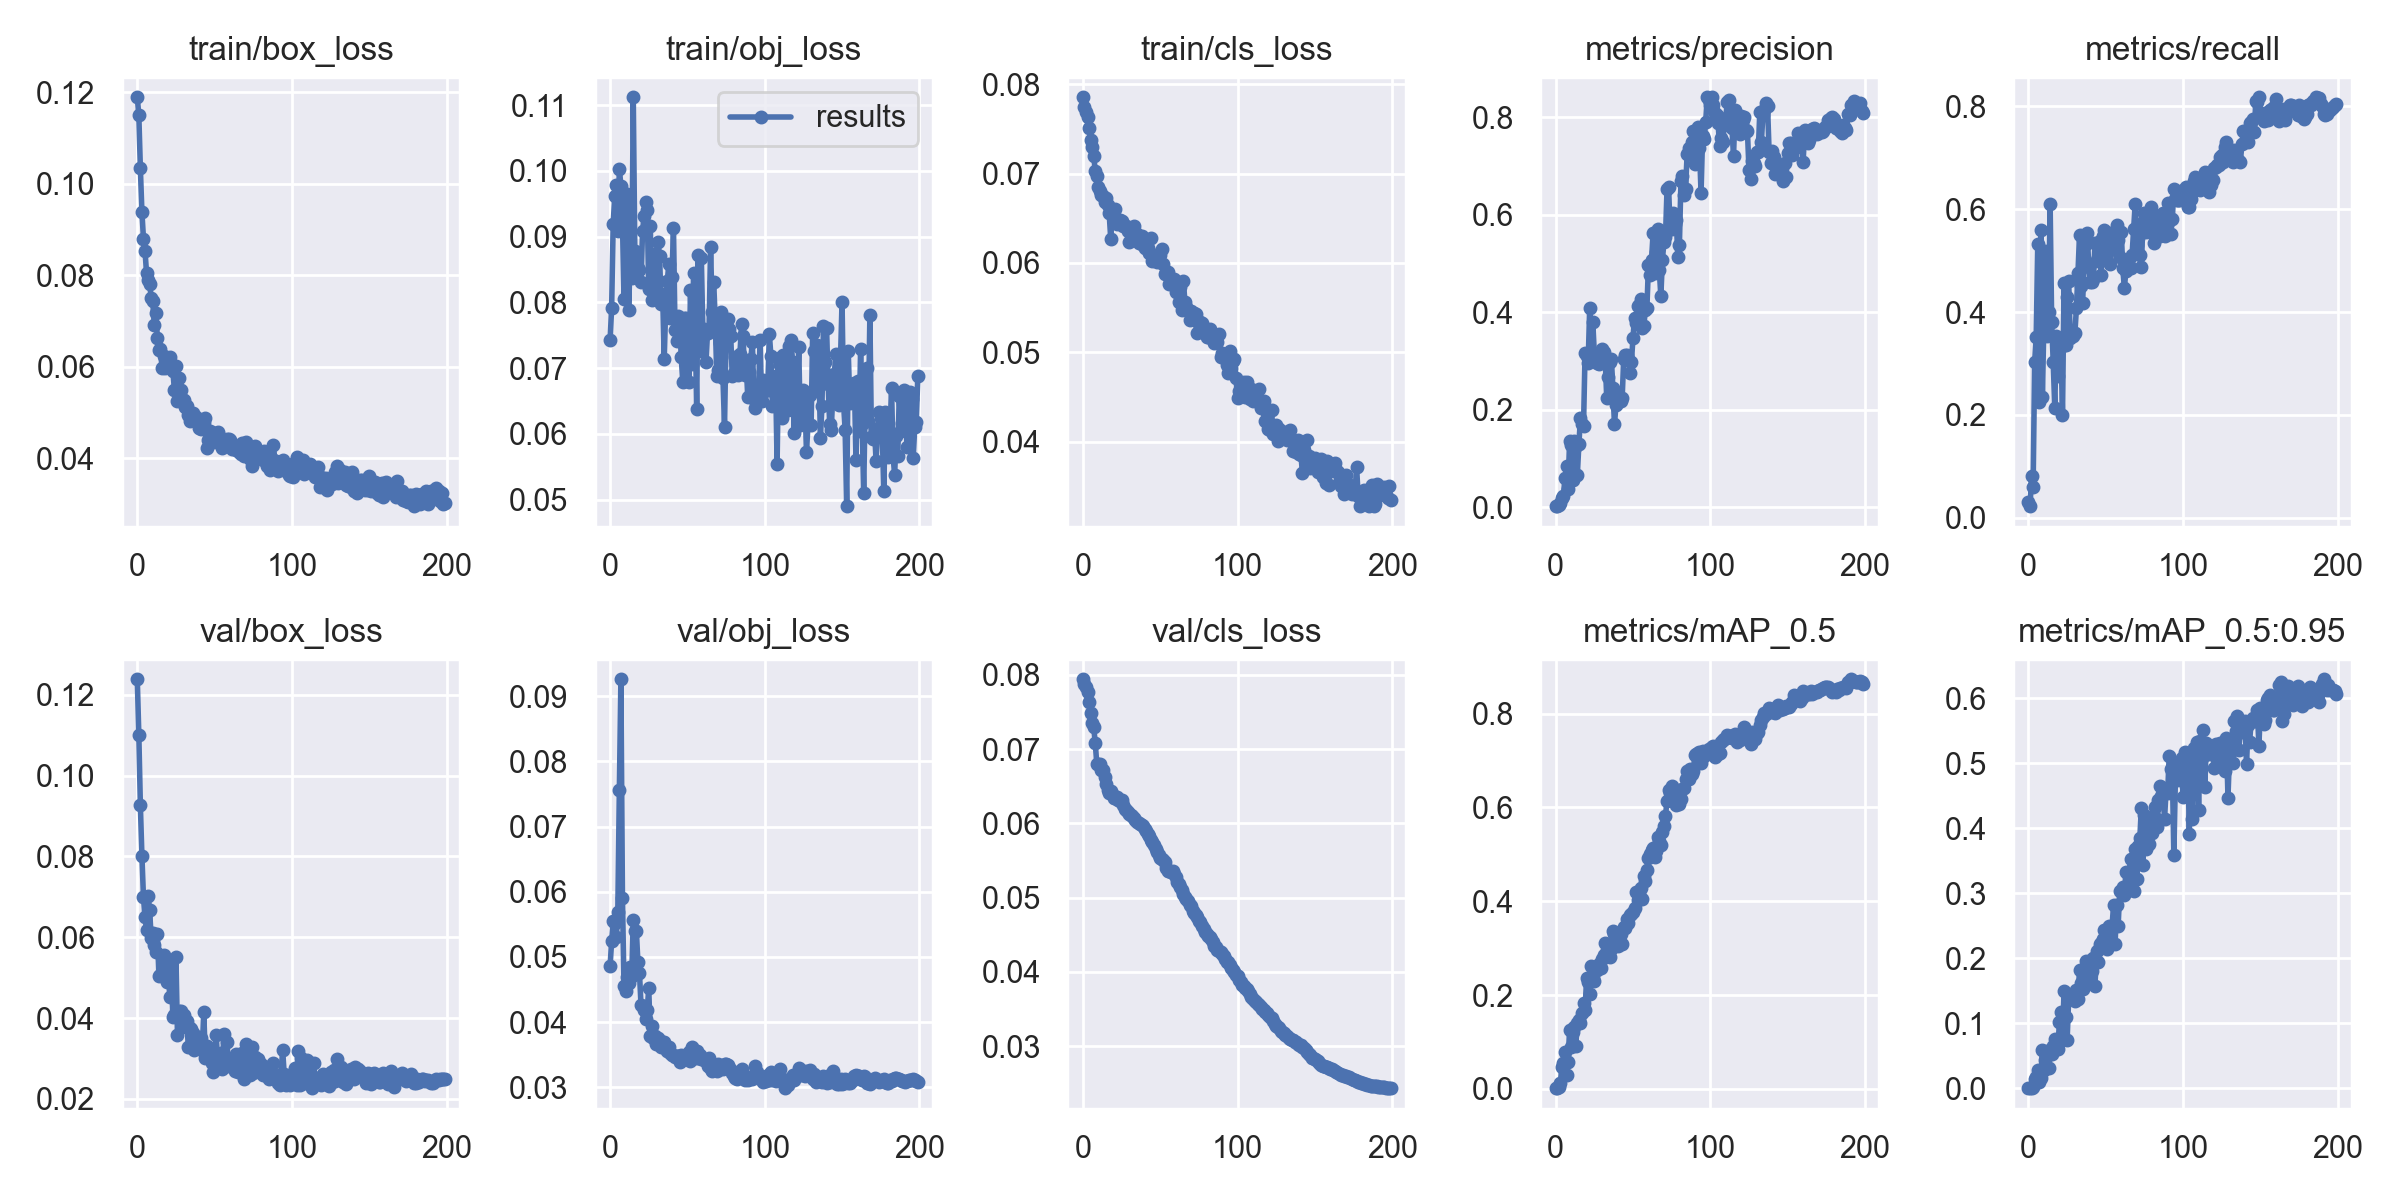 train/box_loss
0.12
0.10
0.08
0.06
0.04
0 100 200
train/obj_loss
results
0.11
0.10
0.09
0.08
0.07
0.06
0.05
0 100 200
train/cls_loss
0.08
0.07
0.06
0.05
0.04
0 100 200
metrics/precision
0.8
0.6
0.4
0.2
0.0
0 100 200
metrics/recall
0.8
0.6
0.4
0.2
0.0
0 100 200
val/box_loss
0.12
0.10
0.08
0.06
0.04
0.02
0 100 200
val/obj_loss
0.09
0.08
0.07
0.06
0.05
0.04
0.03
0 100 200
val/cls_loss
0.08
0.07
0.06
0.05
0.04
0.03
0 100 200
metrics/mAP_0.5
0.8
0.6
0.4
0.2
0.0
0 100 200
metrics/mAP_0.5:0.95
0.6
0.5
0.4
0.3
0.2
0.1
0.0
0 100 200